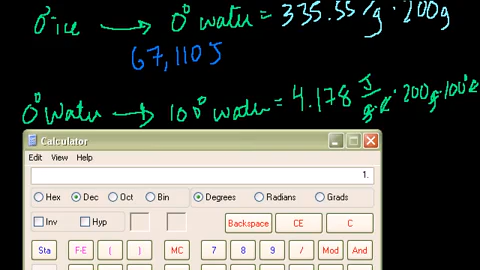 0° ice → 0° water = 335.55 J/g · 200g
67,110 J
0° Water → 100° water = 4.178 J/g·K · 200g · 100°K
Calculator
Edit View Help
1.
Hex Dec Oct Bin Degrees Radians Grads
Inv Hyp Backspace CE C
Sta F-E ( ) MC 7 8 9 / Mod And